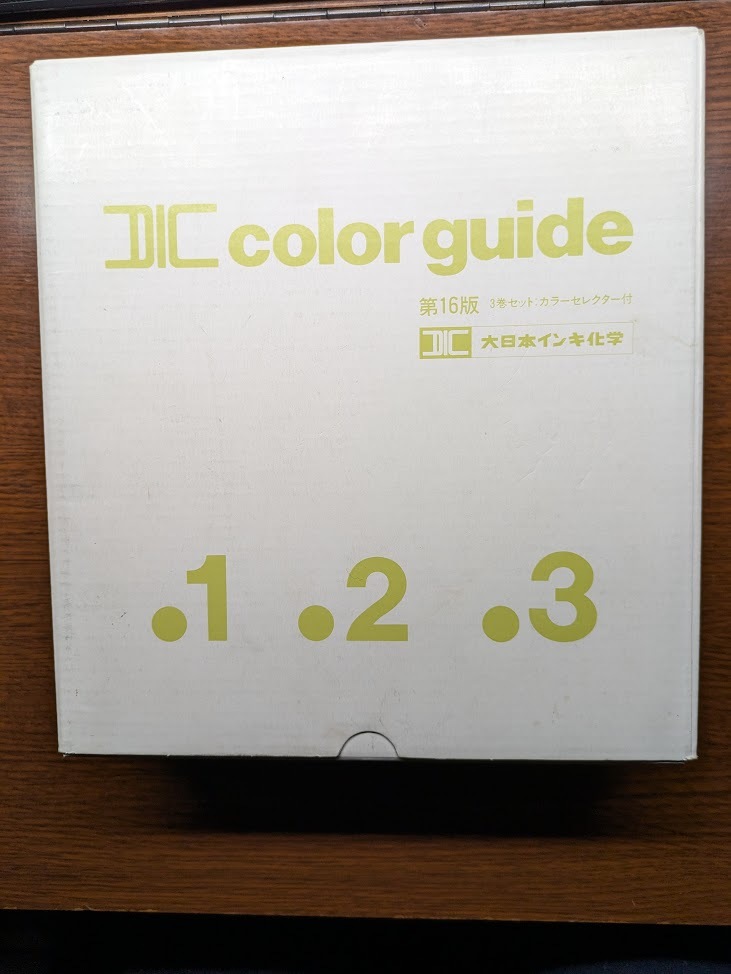 DIC color guide
第16版 3巻セット:カラーセレクター付
DIC 大日本インキ化学
.1 .2 .3